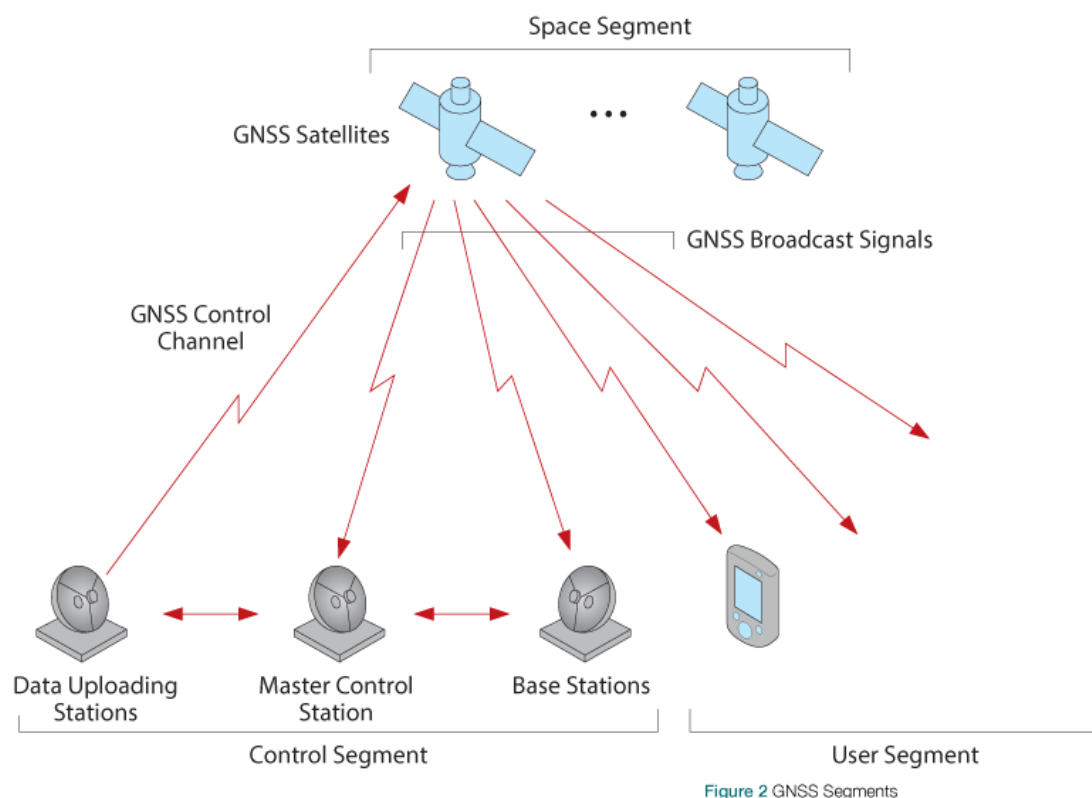 Space Segment
GNSS Satellites
GNSS Broadcast Signals
GNSS Control
Channel
Data Uploading
Stations
Master Control
Station
Base Stations
Control Segment
User Segment
Figure 2 GNSS Segments